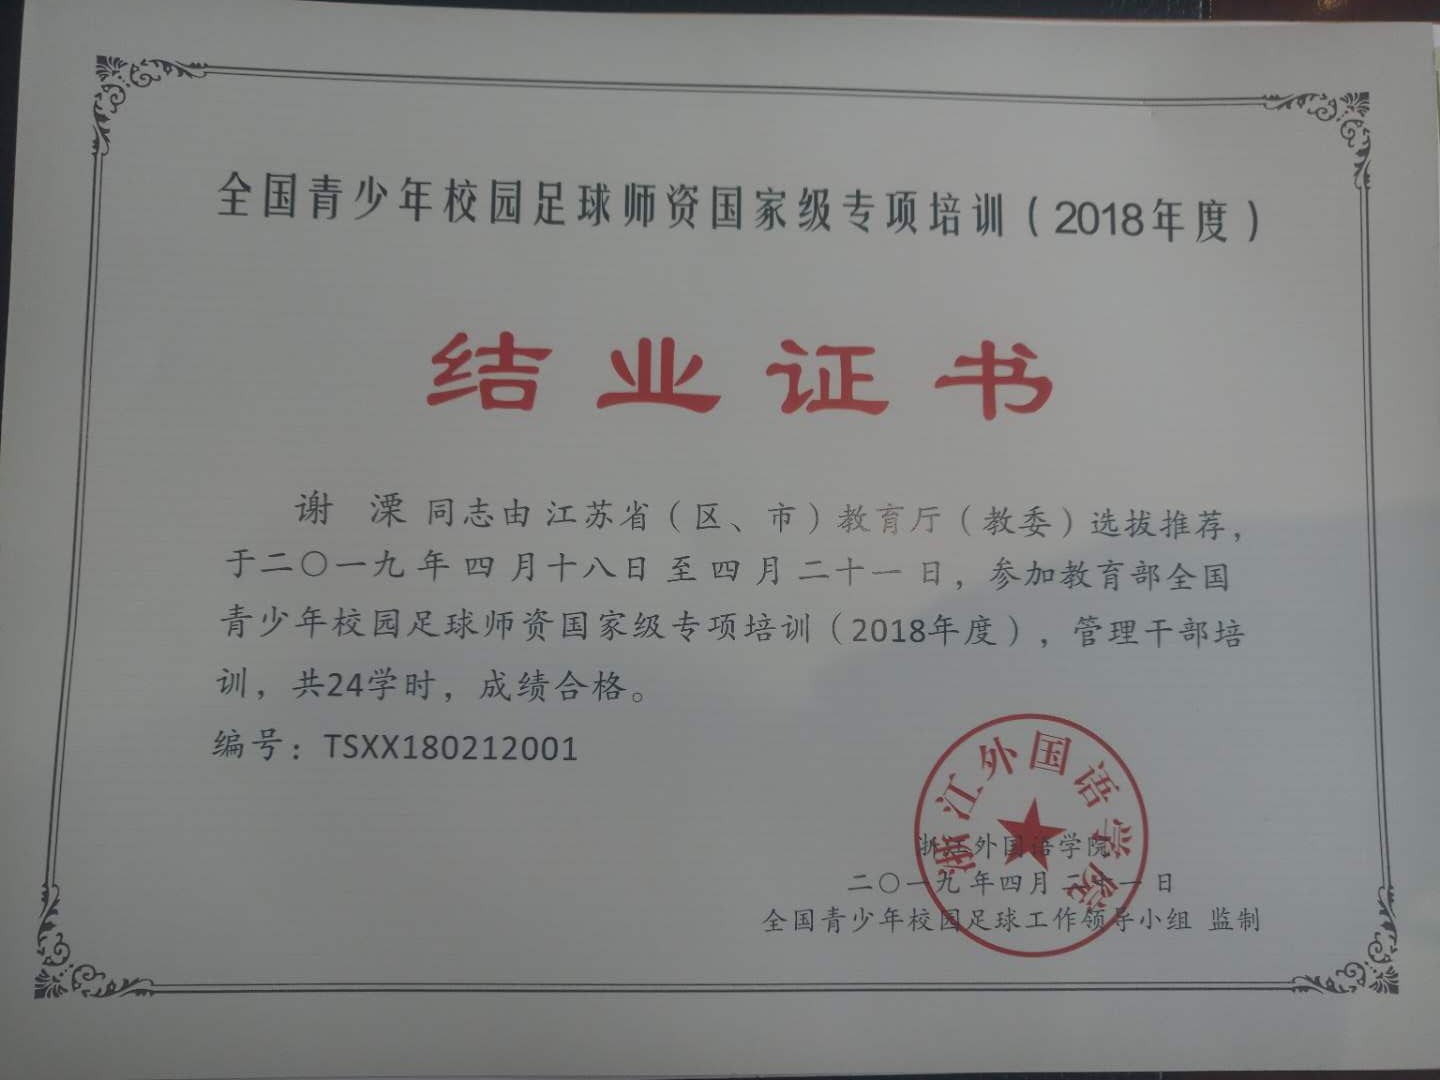 全国青少年校园足球师资国家级专项培训（2018年度）
结业证书
谢 溧 同志由 江苏省（区、市）教育厅（教委）选拔推荐，
于二〇一九年四月十八日至四月二十一日，参加教育部全国
青少年校园足球师资国家级专项培训（2018年度），管理干部培
训，共24学时，成绩合格。
编号：TSXX180212001
浙江外国语学院
浙江外国语学院
二〇一九年四月二十一日
全国青少年校园足球工作领导小组 监制